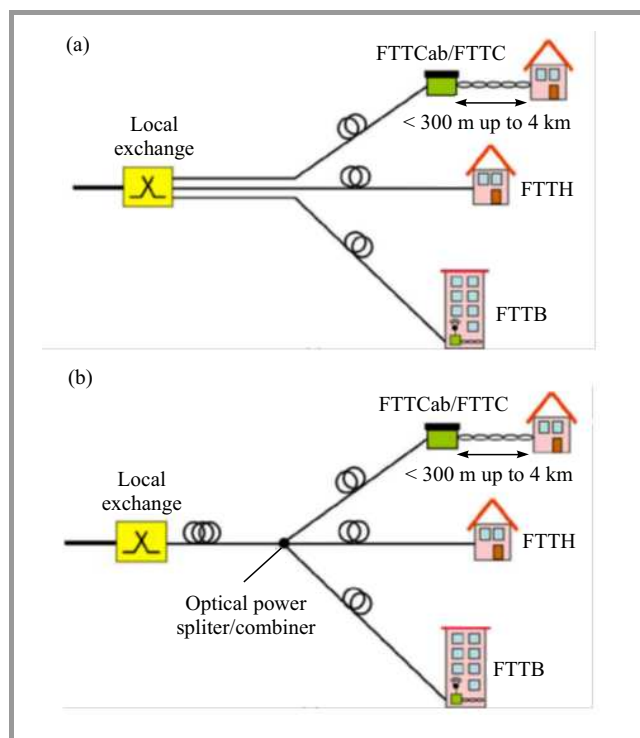 (a)
FTTCab/FTTC
< 300 m up to 4 km
Local
exchange
FTTH
FTTB
(b)
FTTCab/FTTC
< 300 m up to 4 km
Local
exchange
FTTH
Optical power
spliter/combiner
FTTB